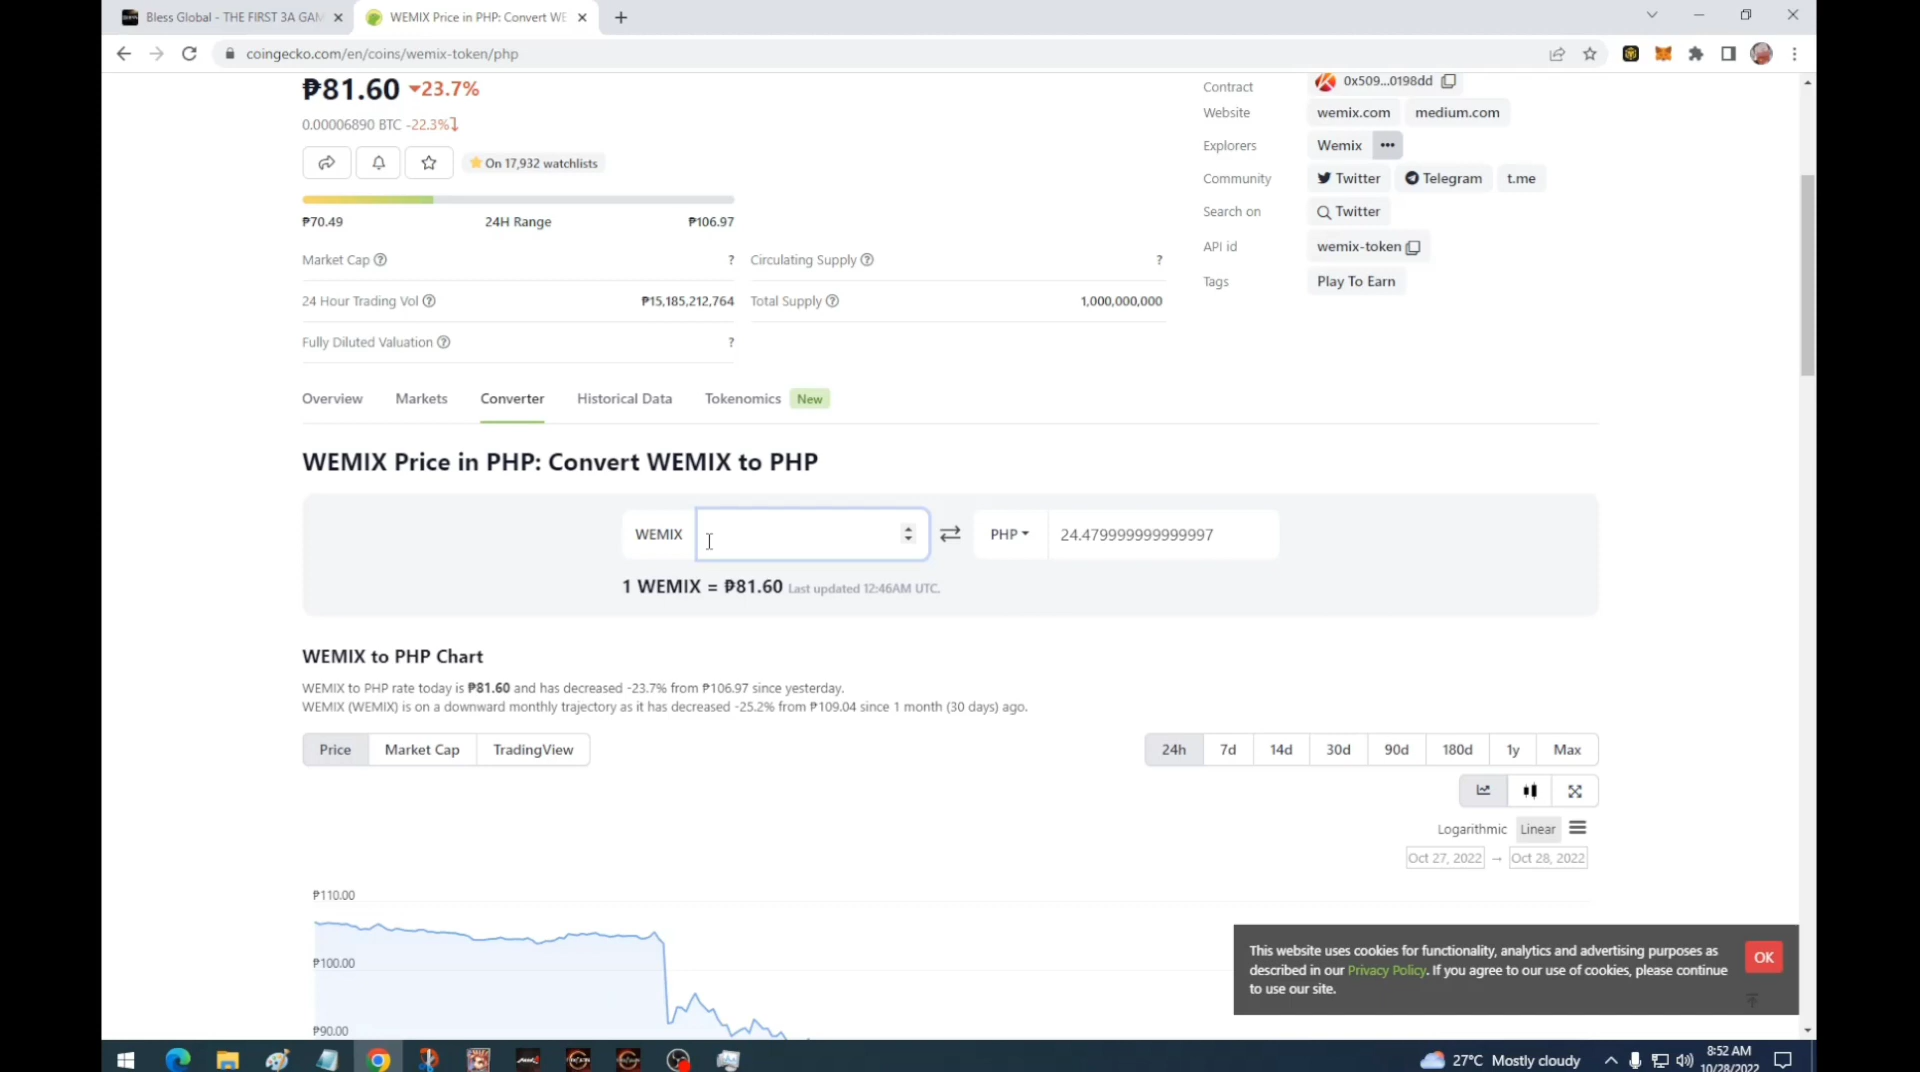 Bless Global - THE FIRST 3A GAM
WEMIX Price in PHP: Convert WE
coingecko.com/en/coins/wemix-token/php
₱81.60 23.7%
0.00006890 BTC -22.3%
On 17,932 watchlists
₱70.49 24H Range ₱106.97
Market Cap ? Circulating Supply ?
24 Hour Trading Vol ₱15,185,212,764 Total Supply 1,000,000,000
Fully Diluted Valuation ?
Contract 0x509...0198dd
Website wemix.com medium.com
Explorers Wemix •••
Community Twitter Telegram t.me
Search on Twitter
API id wemix-token
Tags Play To Earn
Overview Markets Converter Historical Data Tokenomics New
WEMIX Price in PHP: Convert WEMIX to PHP
WEMIX PHP 24.479999999999997
1 WEMIX = ₱81.60 Last updated 12:46AM UTC.
WEMIX to PHP Chart
WEMIX to PHP rate today is ₱81.60 and has decreased -23.7% from ₱106.97 since yesterday.
WEMIX (WEMIX) is on a downward monthly trajectory as it has decreased -25.2% from ₱109.04 since 1 month (30 days) ago.
Price Market Cap TradingView 24h 7d 14d 30d 90d 180d 1y Max
Logarithmic Linear
Oct 27, 2022 → Oct 28, 2022
₱110.00
₱100.00
₱90.00
This website uses cookies for functionality, analytics and advertising purposes as
described in our Privacy Policy. If you agree to our use of cookies, please continue
to use our site.
OK
27°C Mostly cloudy
8:52 AM
10/28/2022